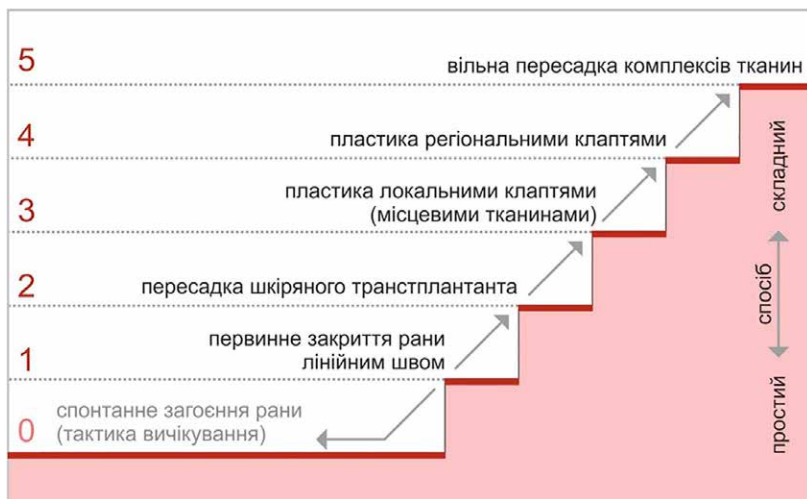 5
вільна пересадка комплексів тканин
4
пластика регіональними клаптями
3
пластика локальними клаптями
(місцевими тканинами)
2
пересадка шкіряного транстплантанта
1
первинне закриття рани
лінійним швом
0
спонтанне загоєння рани
(тактика вичікування)
складний
спосіб
простий